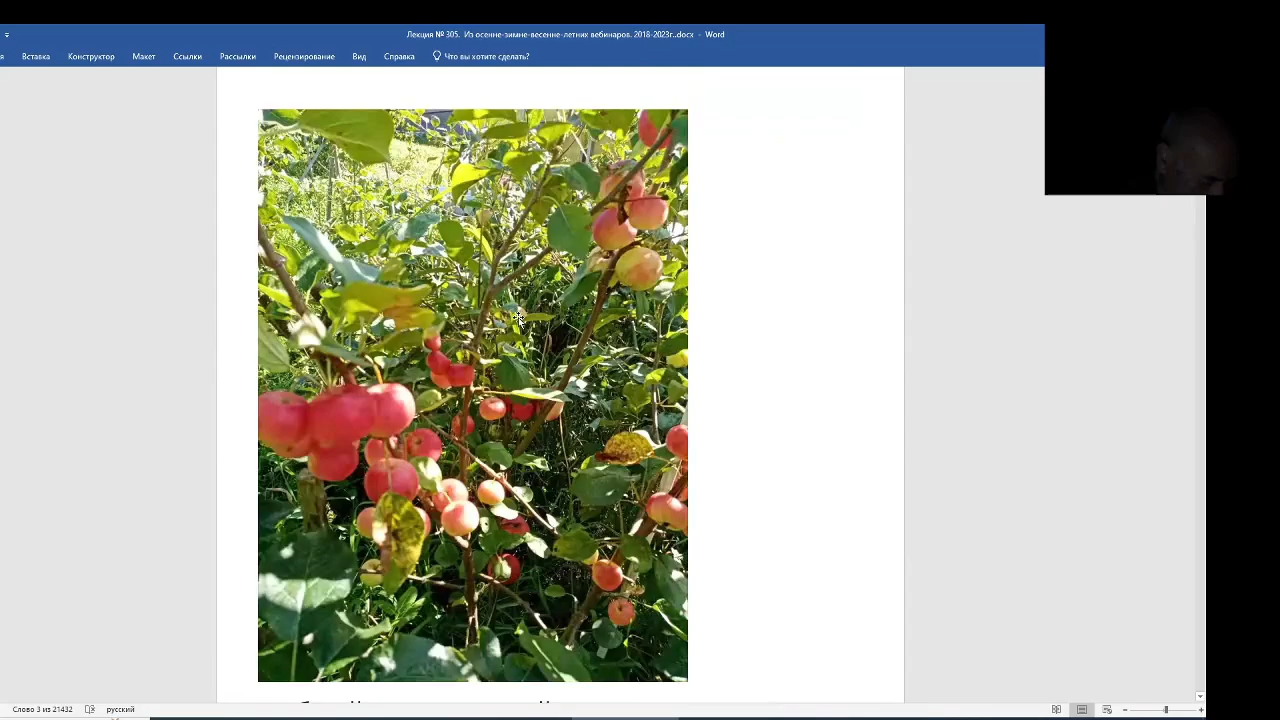 Лекция № 305. Из осенне-зимне-весенне-летних вебинаров. 2018-2023г..docx - Word
я Вставка Конструктор Макет Ссылки Рассылки Рецензирование Вид Справка Что вы хотите сделать?
Слово 3 из 21432 русский